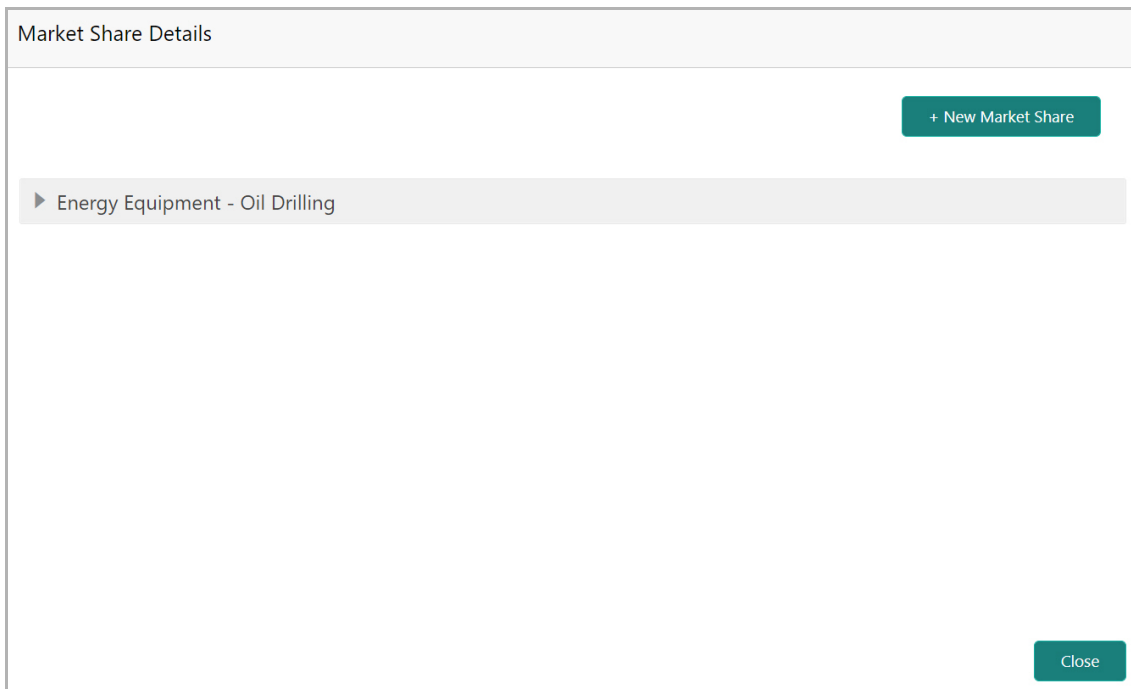 Market Share Details
+ New Market Share
Energy Equipment - Oil Drilling
Close